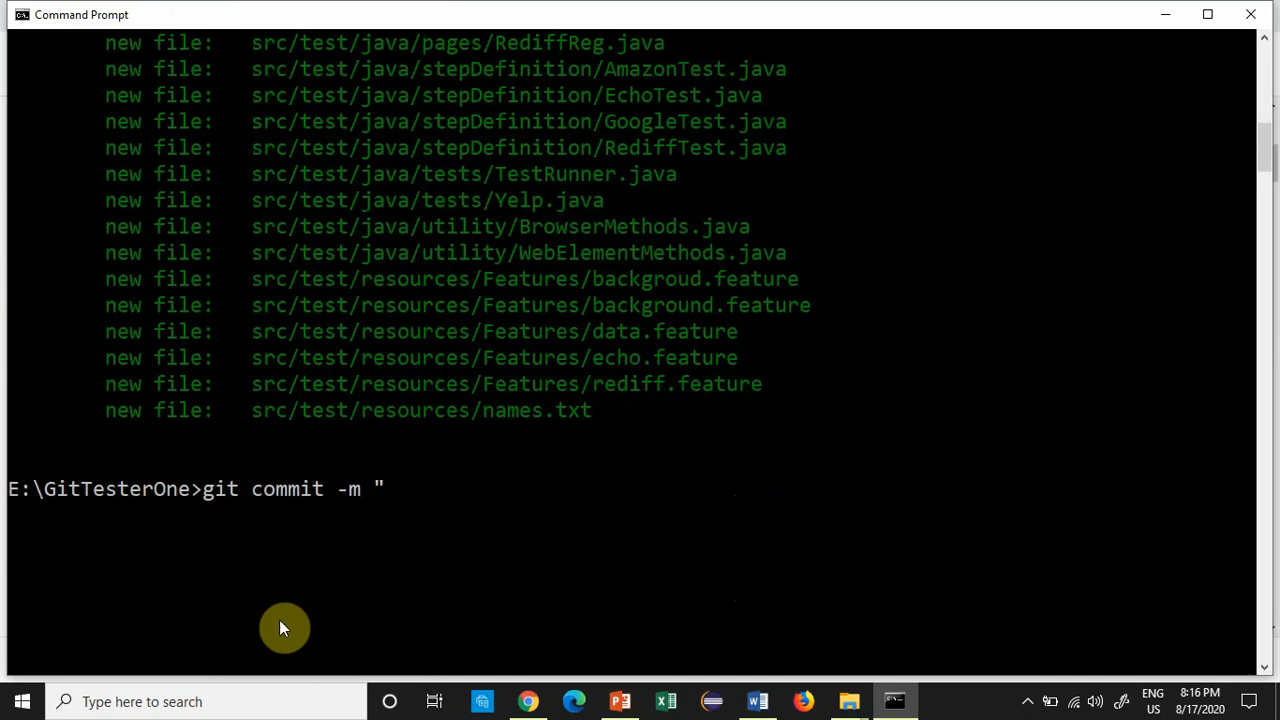 Command Prompt
new file:   src/test/java/pages/RediffReg.java
new file:   src/test/java/stepDefinition/AmazonTest.java
new file:   src/test/java/stepDefinition/EchoTest.java
new file:   src/test/java/stepDefinition/GoogleTest.java
new file:   src/test/java/stepDefinition/RediffTest.java
new file:   src/test/java/tests/TestRunner.java
new file:   src/test/java/tests/Yelp.java
new file:   src/test/java/utility/BrowserMethods.java
new file:   src/test/java/utility/WebElementMethods.java
new file:   src/test/resources/Features/backgroud.feature
new file:   src/test/resources/Features/background.feature
new file:   src/test/resources/Features/data.feature
new file:   src/test/resources/Features/echo.feature
new file:   src/test/resources/Features/rediff.feature
new file:   src/test/resources/names.txt
E:\GitTesterOne>git commit -m "
Type here to search
ENG
US
8:16 PM
8/17/2020